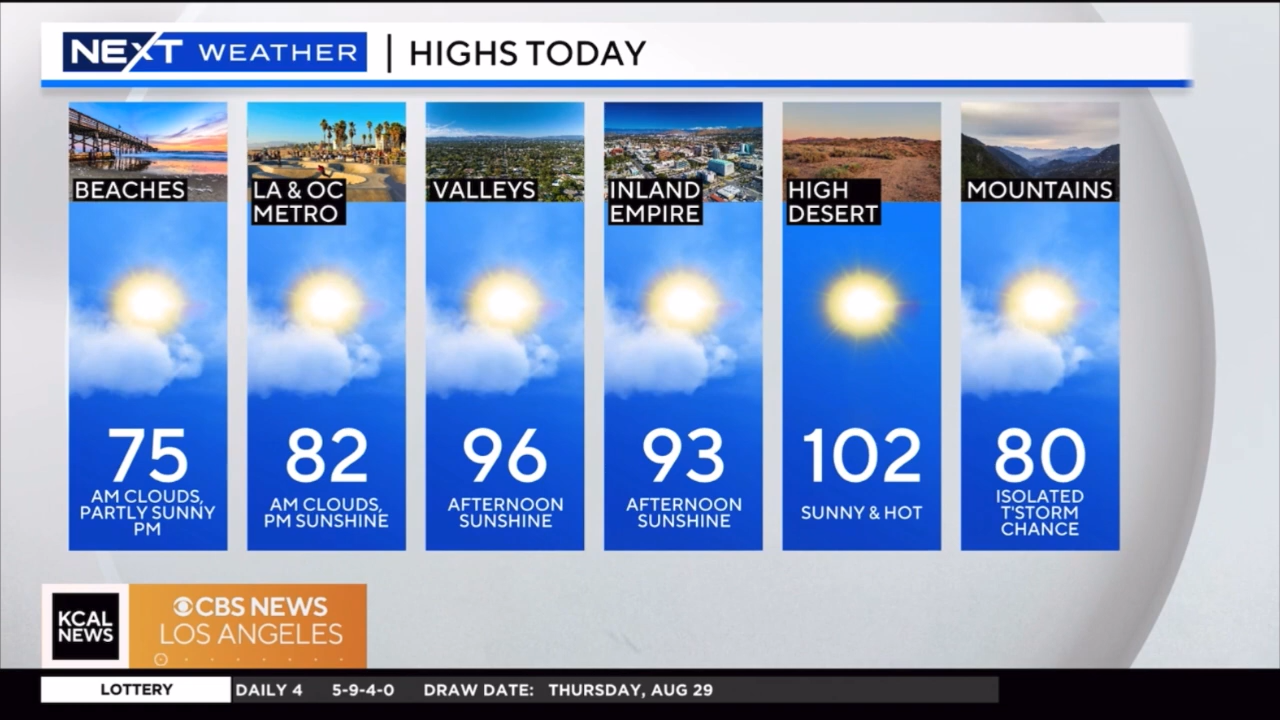 NEXT WEATHER | HIGHS TODAY
BEACHES
75
AM CLOUDS,
PARTLY SUNNY
PM
LA & OC
METRO
82
AM CLOUDS,
PM SUNSHINE
VALLEYS
96
AFTERNOON
SUNSHINE
INLAND
EMPIRE
93
AFTERNOON
SUNSHINE
HIGH
DESERT
102
SUNNY & HOT
MOUNTAINS
80
ISOLATED
T'STORM
CHANCE
KCAL
NEWS
CBS NEWS
LOS ANGELES
LOTTERY DAILY 4 5-9-4-0 DRAW DATE: THURSDAY, AUG 29